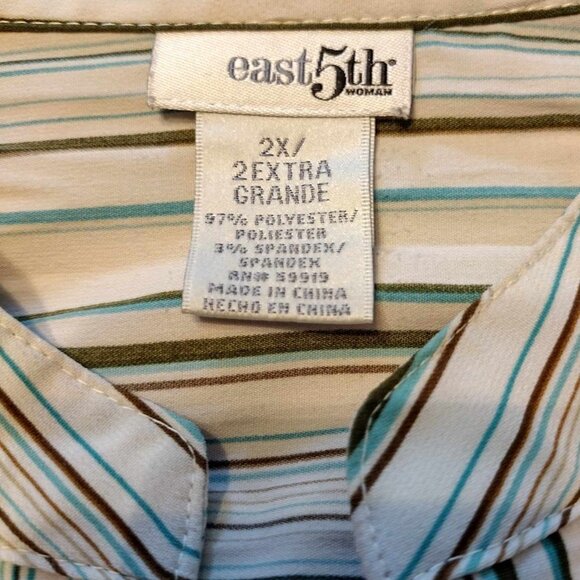 east5th®
WOMAN
2X/
2EXTRA
GRANDE
97% POLYESTER/
POLIESTER
3% SPANDEX/
SPANDEX
RN# 59919
MADE IN CHINA
HECHO EN CHINA